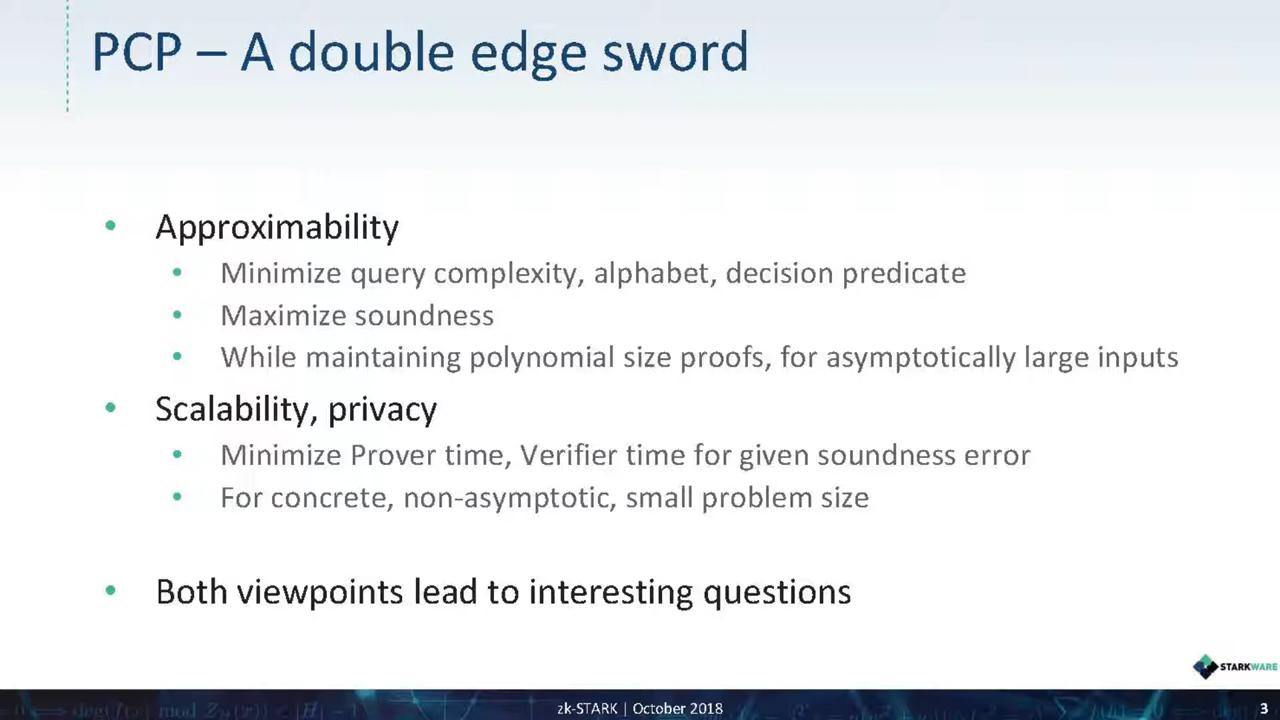 PCP – A double edge sword
• Approximability
• Minimize query complexity, alphabet, decision predicate
• Maximize soundness
• While maintaining polynomial size proofs, for asymptotically large inputs
• Scalability, privacy
• Minimize Prover time, Verifier time for given soundness error
• For concrete, non-asymptotic, small problem size
• Both viewpoints lead to interesting questions
STARKWARE
zk-STARK | October 2018
3